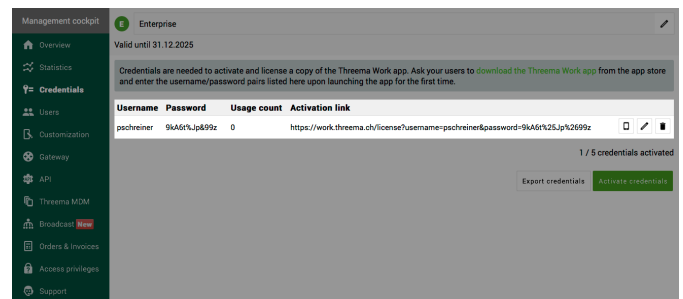 Management cockpit
E Enterprise
Overview
Valid until 31.12.2025
Statistics
Credentials are needed to activate and license a copy of the Threema Work app. Ask your users to download the Threema Work app from the app store
and enter the username/password pairs listed here upon launching the app for the first time.
Credentials
Username Password Usage count Activation link
Users
pschreiner 9kA6t%Jp&99z 0 https://work.threema.ch/license?username=pschreiner&password=9kA6t%25Jp%2699z
Customization
Gateway
1 / 5 credentials activated
API
Export credentials Activate credentials
Threema MDM
Broadcast New
Orders & Invoices
Access privileges
Support